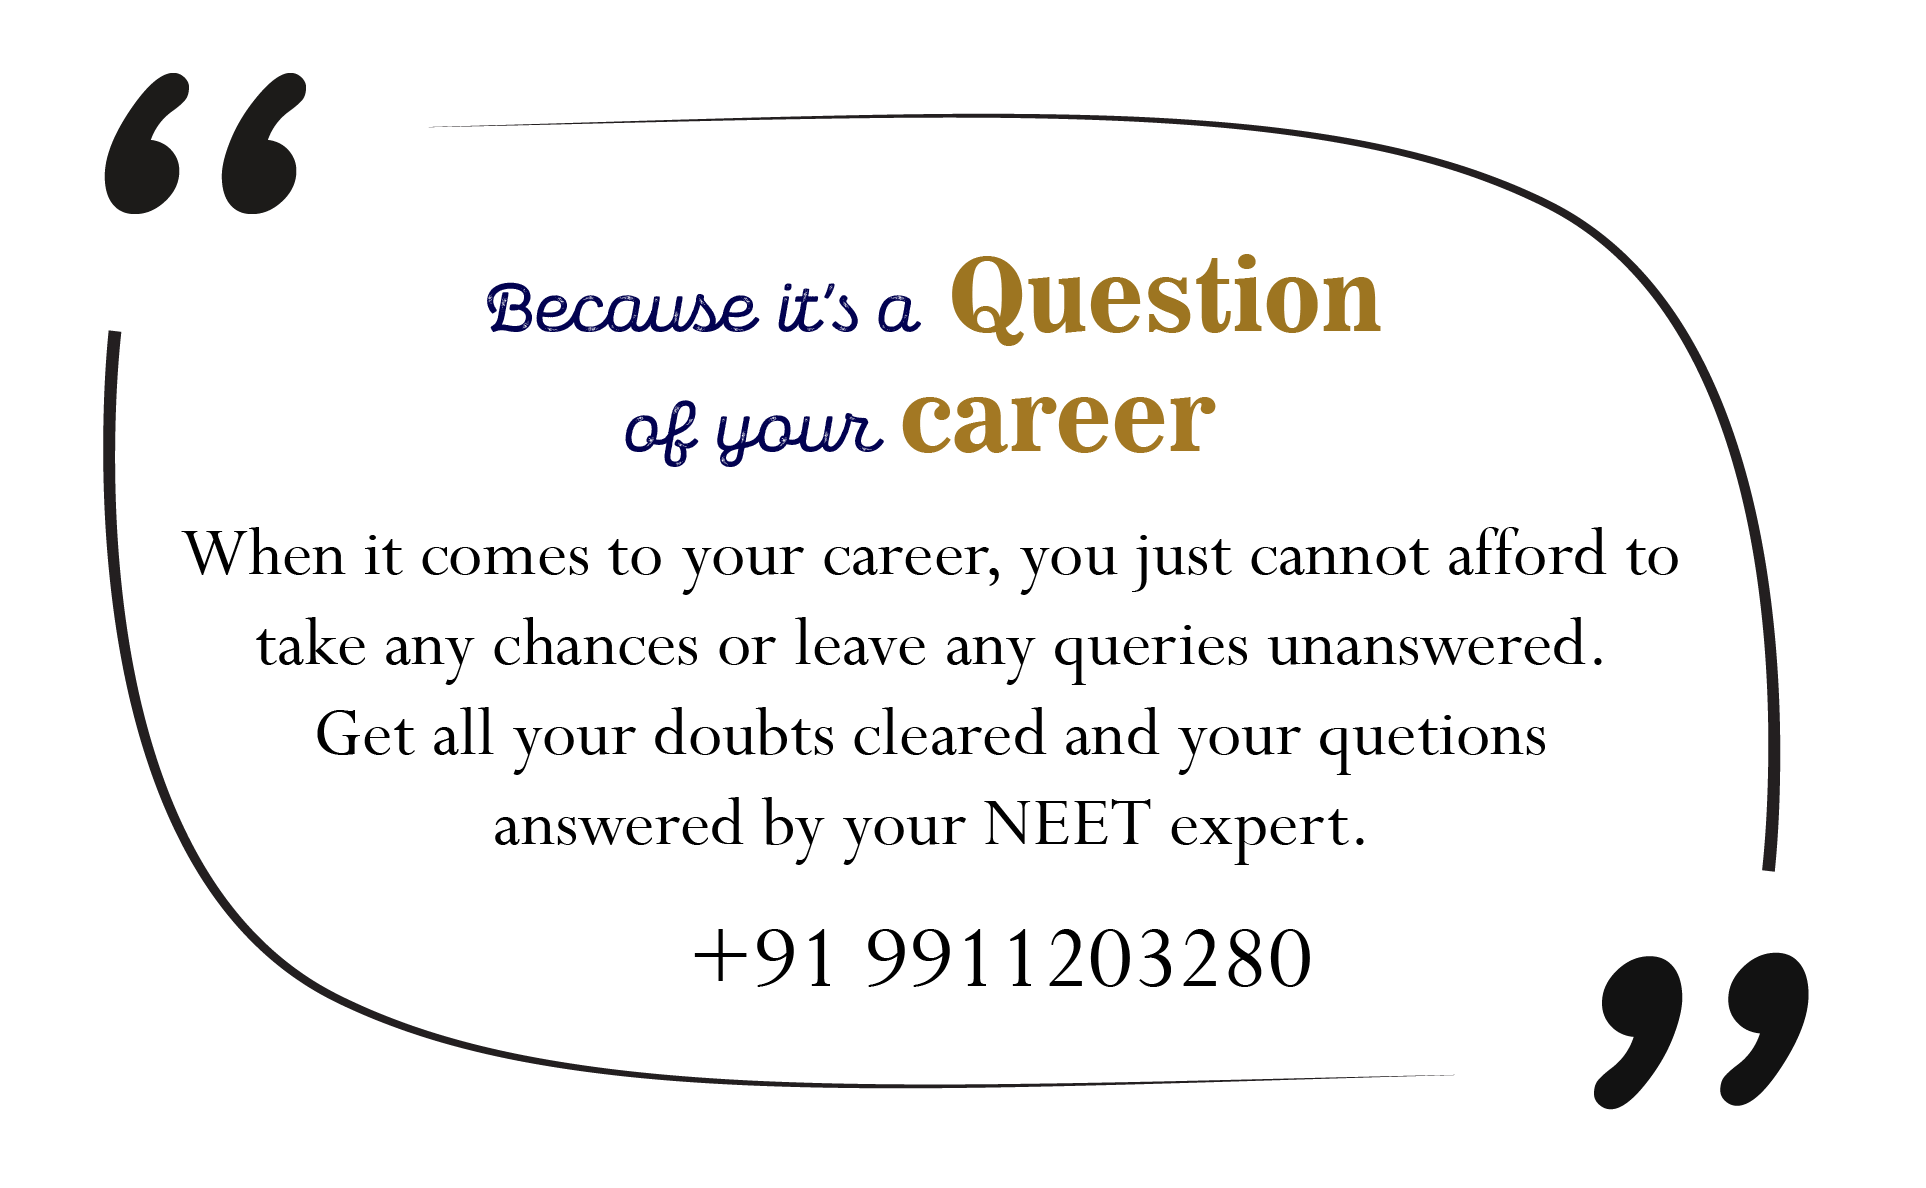 Because it's a Question
of your career
When it comes to your career, you just cannot afford to
take any chances or leave any queries unanswered.
Get all your doubts cleared and your quetions
answered by your NEET expert.
+91 9911203280